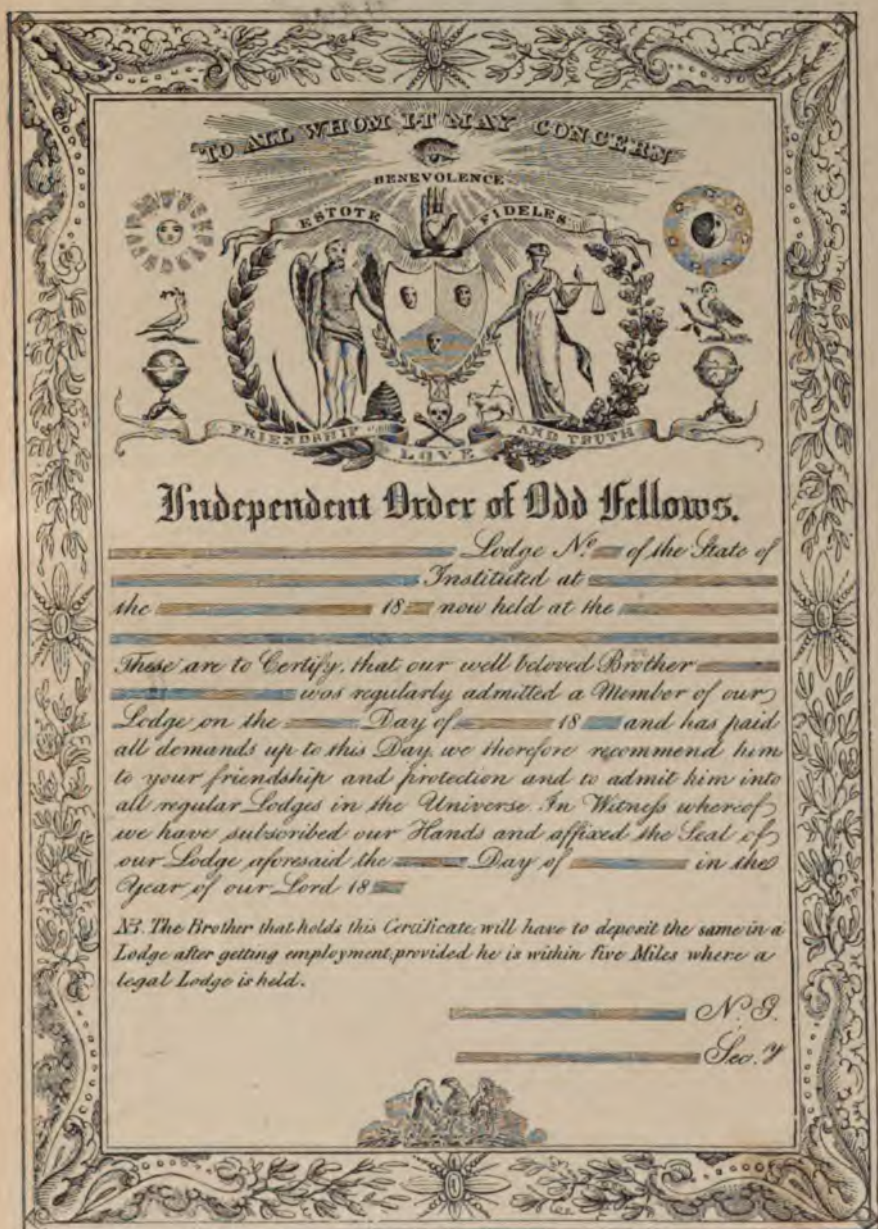 TO ALL WHOM IT MAY CONCERN
BENEVOLENCE
ESTOTE FIDELES
FRIENDSHIP LOVE AND TRUTH
Independent Order of Odd Fellows.
Lodge No. of the State of
Instituted at
the 18 now held at the
These are to Certify, that our well beloved Brother
was regularly admitted a Member of our
Lodge on the Day of 18 and has paid
all demands up to this Day we therefore recommend him
to your friendship and protection and to admit him into
all regular Lodges in the Universe. In Witneſs whereof
we have subscribed our Hands and affixed the Seal of
our Lodge aforesaid the Day of in the
Year of our Lord 18
NB. The Brother that holds this Certificate will have to deposit the same in a
Lodge after getting employment, provided he is within five Miles where a
legal Lodge is held.
N. G.
Sec.y